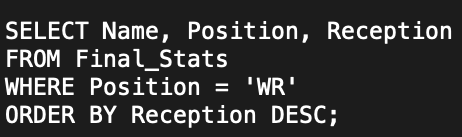 SELECT Name, Position, Reception
FROM Final_Stats
WHERE Position = 'WR'
ORDER BY Reception DESC;